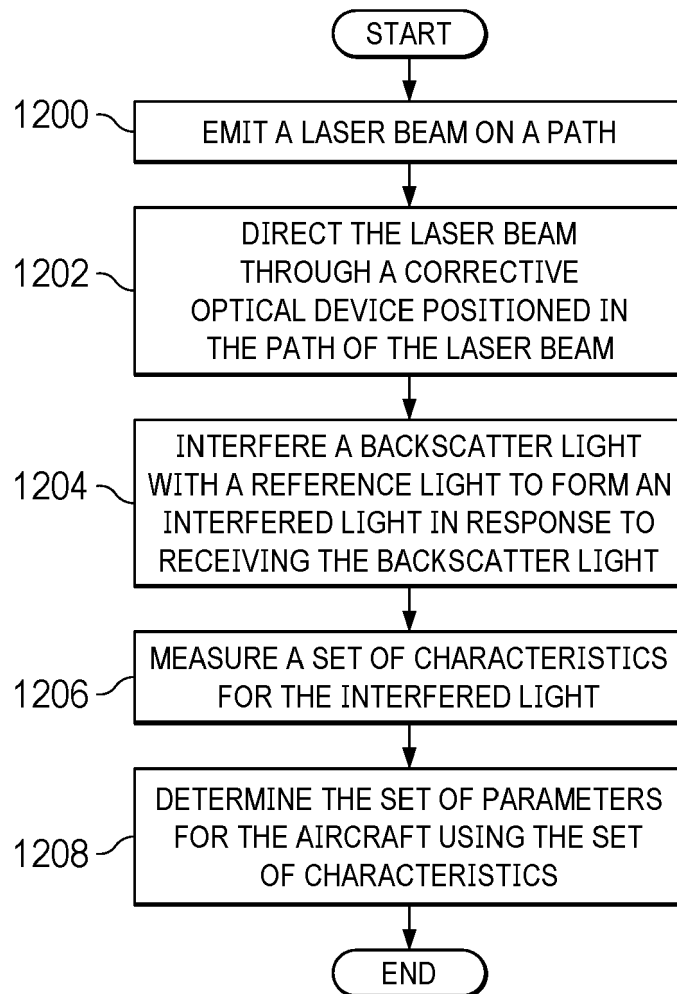 START
1200
EMIT A LASER BEAM ON A PATH
1202
DIRECT THE LASER BEAM
THROUGH A CORRECTIVE
OPTICAL DEVICE POSITIONED IN
THE PATH OF THE LASER BEAM
1204
INTERFERE A BACKSCATTER LIGHT
WITH A REFERENCE LIGHT TO FORM AN
INTERFERED LIGHT IN RESPONSE TO
RECEIVING THE BACKSCATTER LIGHT
1206
MEASURE A SET OF CHARACTERISTICS
FOR THE INTERFERED LIGHT
1208
DETERMINE THE SET OF PARAMETERS
FOR THE AIRCRAFT USING THE SET
OF CHARACTERISTICS
END